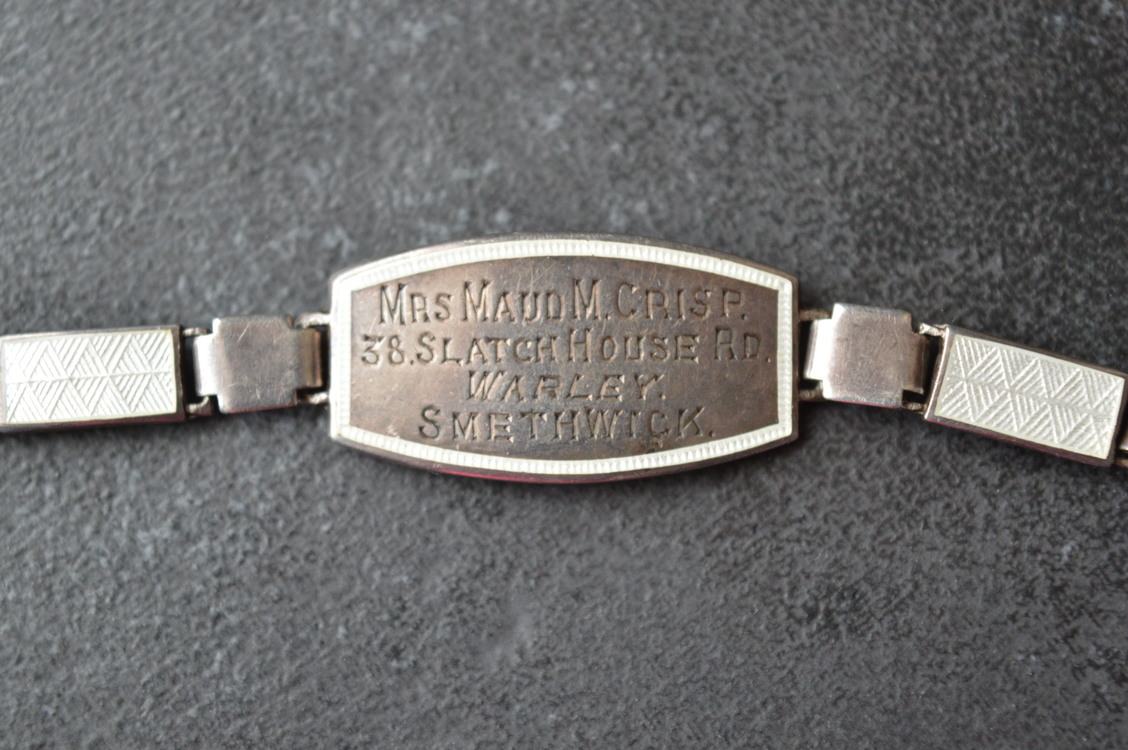 MRS MAUD M. CRISP.
38. SLATCH HOUSE RD.
WARLEY.
SMETHWICK.